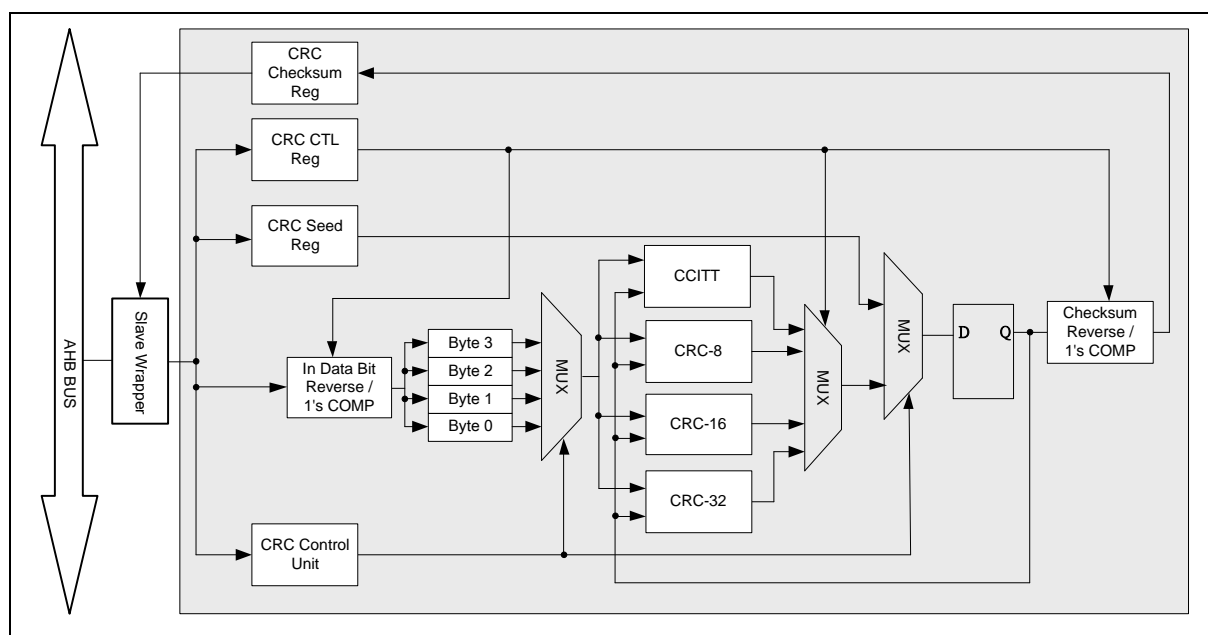 CRC
Checksum
Reg
CRC CTL
Reg
CRC Seed
Reg
AHB BUS
Slave Wrapper
In Data Bit
Reverse /
1's COMP
Byte 3
Byte 2
Byte 1
Byte 0
MUX
CCITT
CRC-8
CRC-16
CRC-32
MUX
MUX
D Q
Checksum
Reverse /
1's COMP
CRC Control
Unit